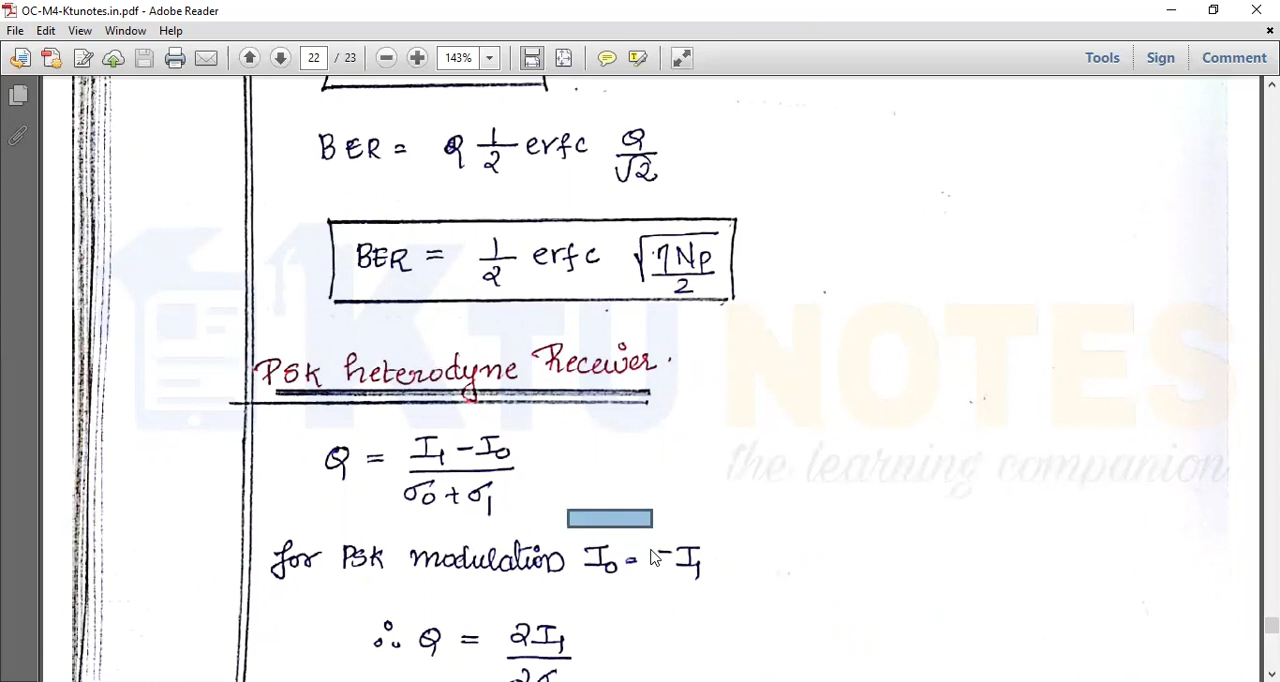 OC-M4-Ktunotes.in.pdf - Adobe Reader
File Edit View Window Help
22 / 23 143% Tools Sign Comment
BER = 1/2 erfc Q/√2
BER = 1/2 erfc √(ηNp/2)
KTU NOTES
PSK heterodyne Receiver.
the learning companion
Q = I₁ - I₀ / σ₀ + σ₁
for PSK modulation I₀ = -I₁
∴ Q = 2I₁